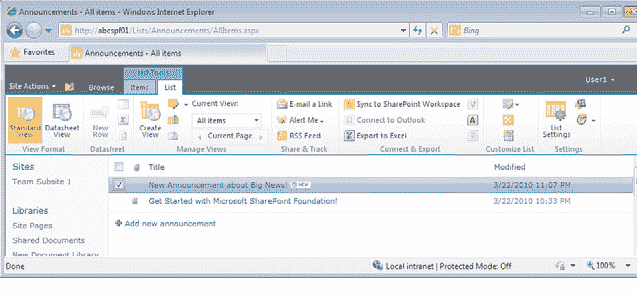 Announcements - All items - Windows Internet Explorer
http://abcspf01/Lists/Announcements/AllItems.aspx
Bing
Favorites
Announcements - All items
List Tools
User1
Site Actions
Browse
Items
List
Standard View
Datasheet View
New Row
Create View
Current View:
All items
Current Page
E-mail a Link
Alert Me
RSS Feed
Sync to SharePoint Workspace
Connect to Outlook
Export to Excel
List Settings
View Format
Datasheet
Manage Views
Share & Track
Connect & Export
Customize List
Settings
Sites
Team Subsite 1
Libraries
Site Pages
Shared Documents
New Document Library
Title
Modified
New Announcement about Big News! NEW
3/22/2010 11:07 PM
Get Started with Microsoft SharePoint Foundation!
3/22/2010 10:33 PM
Add new announcement
Done
Local intranet | Protected Mode: Off
100%